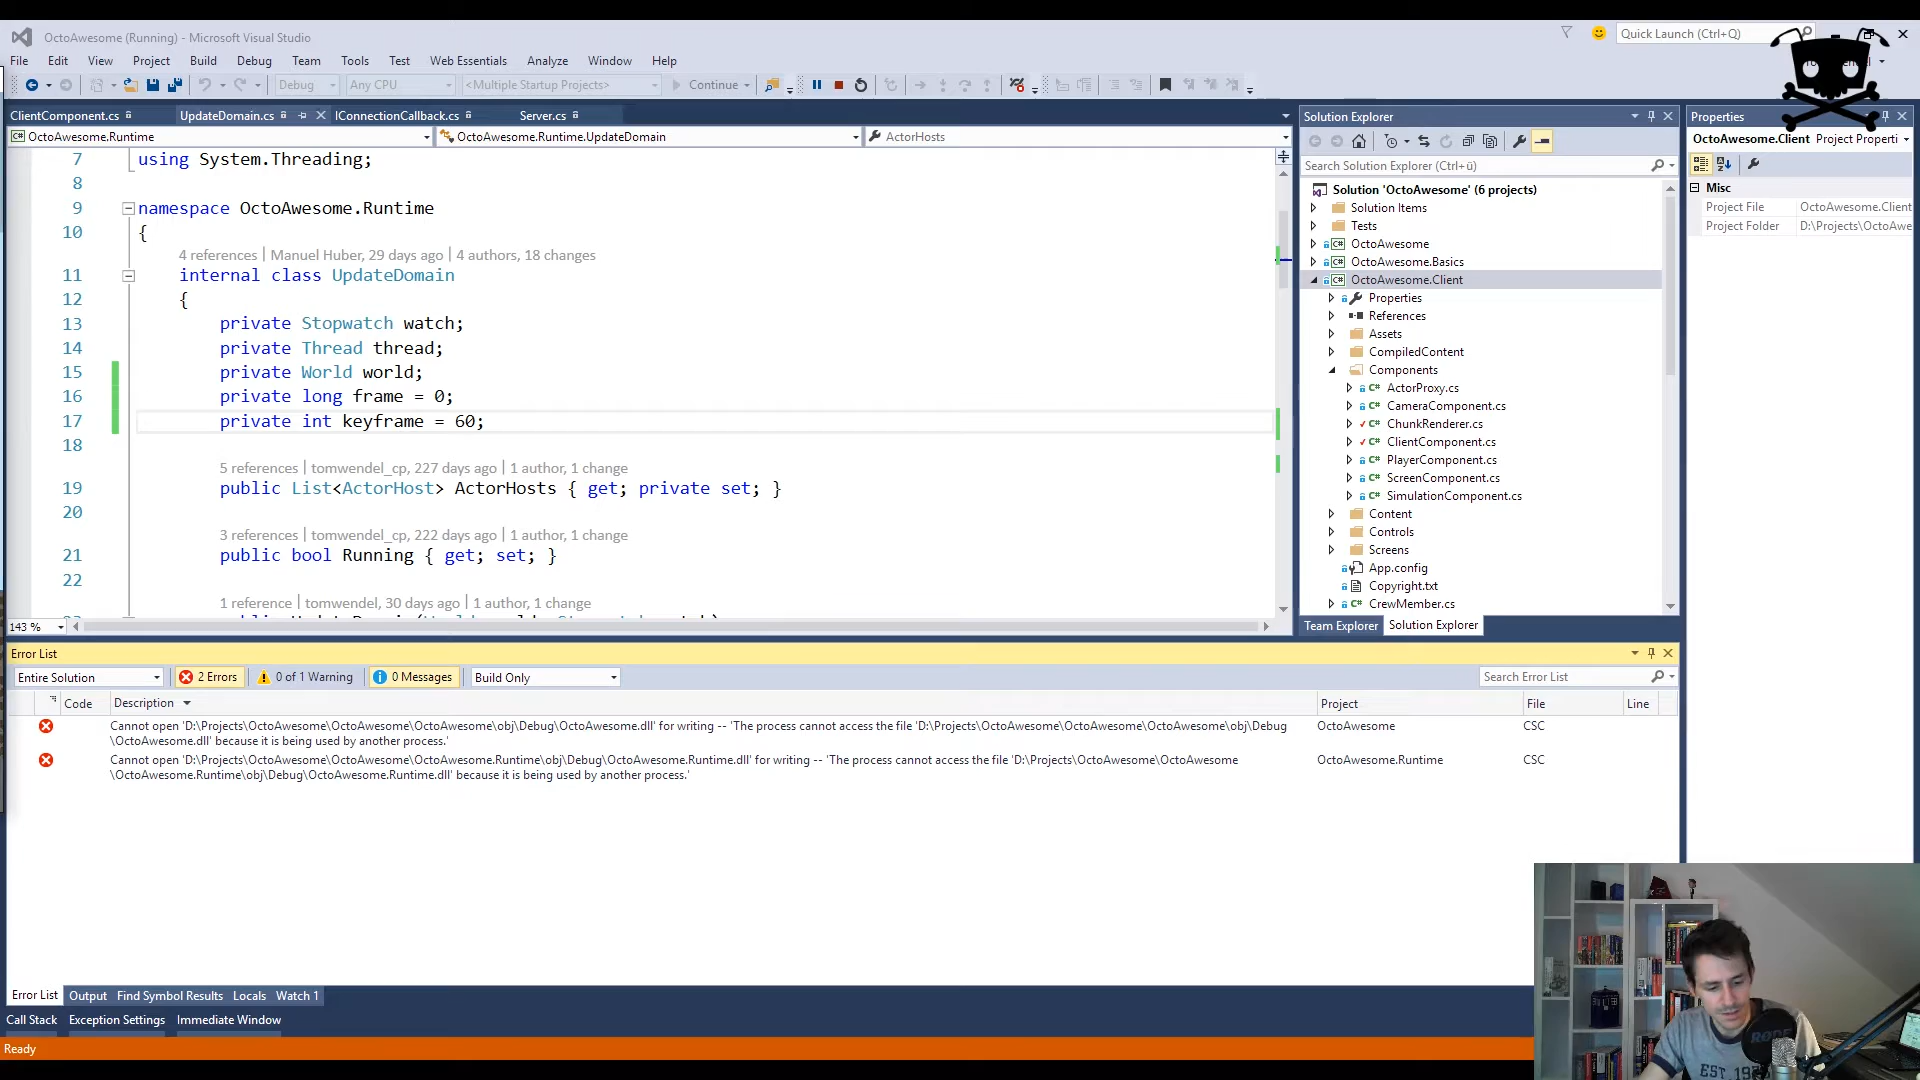 OctoAwesome (Running) - Microsoft Visual Studio
Quick Launch (Ctrl+Q)
File Edit View Project Build Debug Team Tools Test Web Essentials Analyze Window Help
Debug Any CPU <Multiple Startup Projects> Continue
ClientComponent.cs UpdateDomain.cs IConnectionCallback.cs Server.cs
OctoAwesome.Runtime OctoAwesome.Runtime.UpdateDomain ActorHosts
7 using System.Threading;
8
9 namespace OctoAwesome.Runtime
10 {
4 references | Manuel Huber, 29 days ago | 4 authors, 18 changes
11 internal class UpdateDomain
12 {
13 private Stopwatch watch;
14 private Thread thread;
15 private World world;
16 private long frame = 0;
17 private int keyframe = 60;
18
5 references | tomwendel_cp, 227 days ago | 1 author, 1 change
19 public List<ActorHost> ActorHosts { get; private set; }
20
3 references | tomwendel_cp, 222 days ago | 1 author, 1 change
21 public bool Running { get; set; }
22
1 reference | tomwendel, 30 days ago | 1 author, 1 change
143 %
Solution Explorer
Search Solution Explorer (Ctrl+ü)
Solution 'OctoAwesome' (6 projects)
Solution Items
Tests
OctoAwesome
OctoAwesome.Basics
OctoAwesome.Client
Properties
References
Assets
CompiledContent
Components
ActorProxy.cs
CameraComponent.cs
ChunkRenderer.cs
ClientComponent.cs
PlayerComponent.cs
ScreenComponent.cs
SimulationComponent.cs
Content
Controls
Screens
App.config
Copyright.txt
CrewMember.cs
Team Explorer Solution Explorer
Properties
OctoAwesome.Client Project Properti
Misc
Project File OctoAwesome.Client
Project Folder D:\Projects\OctoAwe
Error List
Entire Solution 2 Errors 0 of 1 Warning 0 Messages Build Only Search Error List
Code Description Project File Line
Cannot open 'D:\Projects\OctoAwesome\OctoAwesome\OctoAwesome\obj\Debug\OctoAwesome.dll' for writing -- 'The process cannot access the file 'D:\Projects\OctoAwesome\OctoAwesome\OctoAwesome\obj\Debug OctoAwesome CSC
\OctoAwesome.dll' because it is being used by another process.'
Cannot open 'D:\Projects\OctoAwesome\OctoAwesome\OctoAwesome.Runtime\obj\Debug\OctoAwesome.Runtime.dll' for writing -- 'The process cannot access the file 'D:\Projects\OctoAwesome\OctoAwesome OctoAwesome.Runtime CSC
\OctoAwesome.Runtime\obj\Debug\OctoAwesome.Runtime.dll' because it is being used by another process.'
Error List Output Find Symbol Results Locals Watch 1
Call Stack Exception Settings Immediate Window
Ready